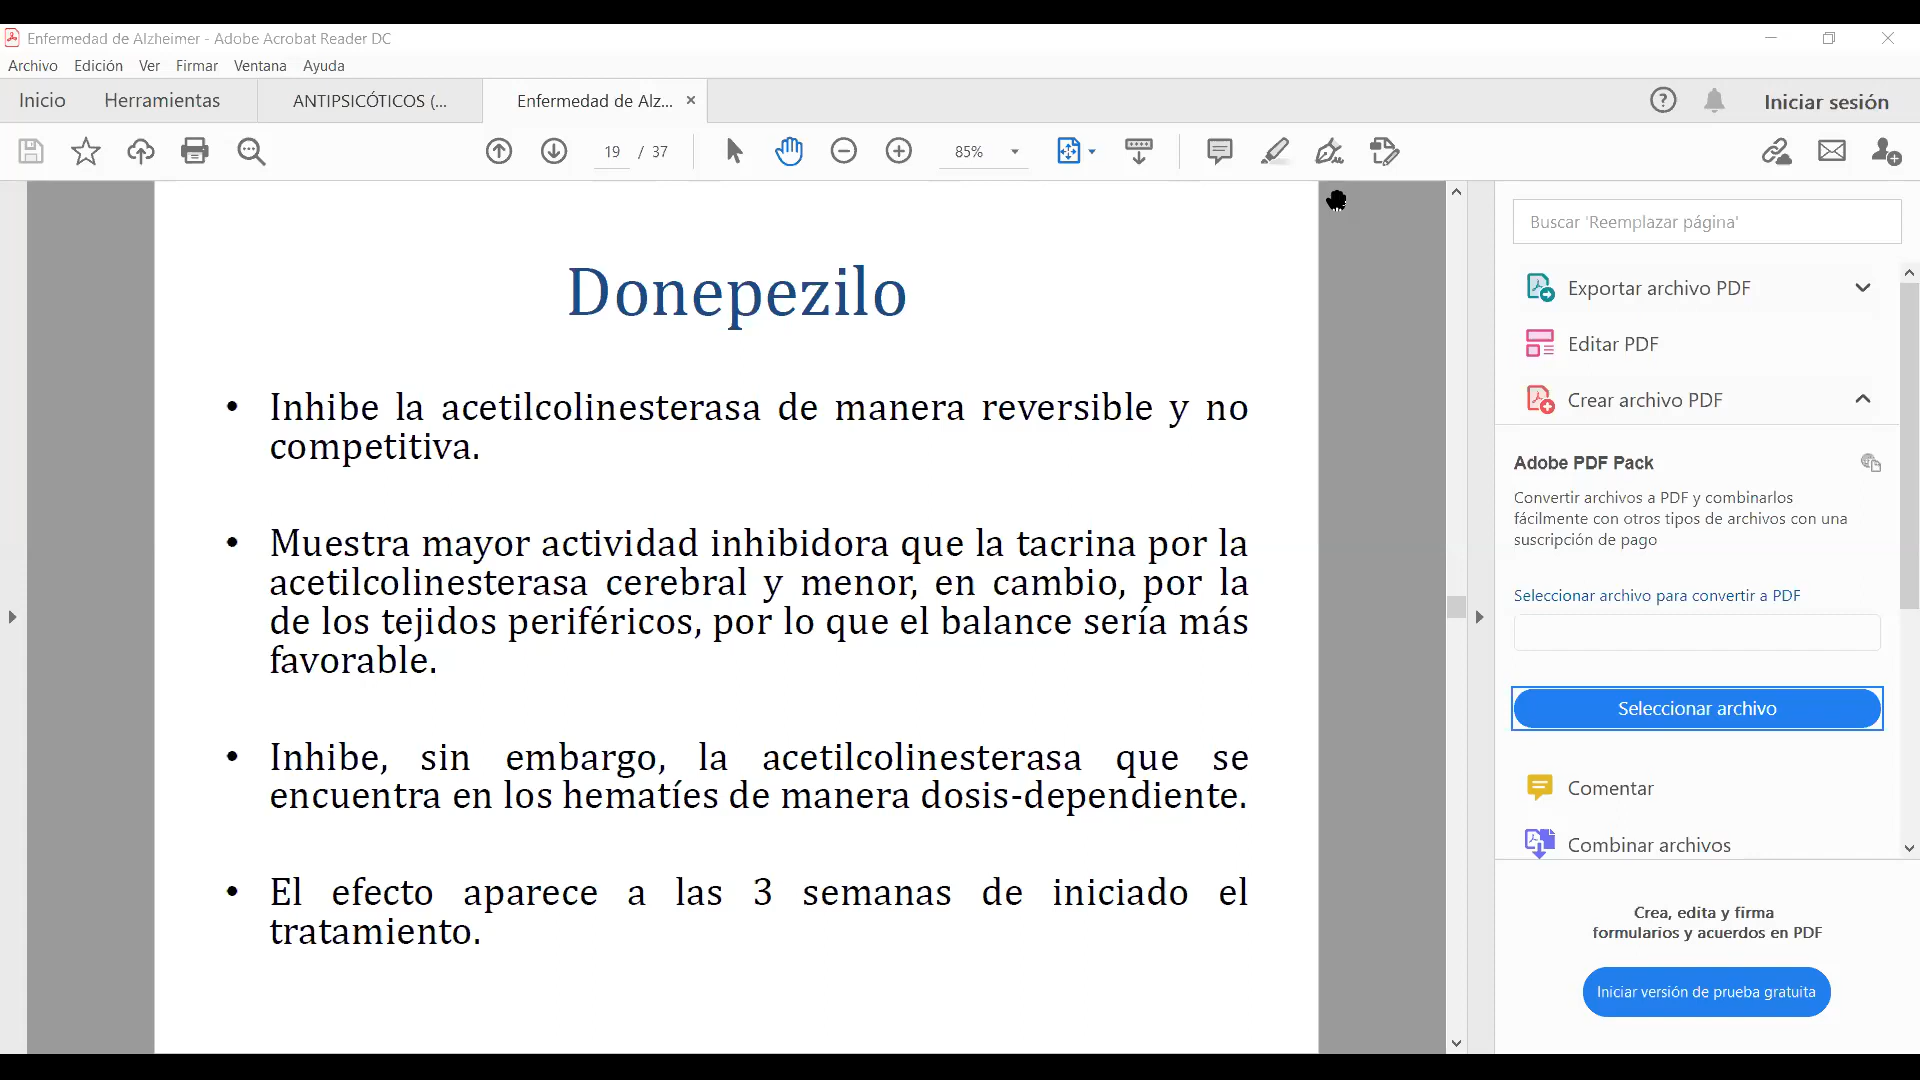 Enfermedad de Alzheimer - Adobe Acrobat Reader DC
Archivo Edición Ver Firmar Ventana Ayuda
Inicio Herramientas ANTIPSICÓTICOS (... Enfermedad de Alz... × Iniciar sesión
19 / 37 85%
Buscar 'Reemplazar página'
Donepezilo
• Inhibe la acetilcolinesterasa de manera reversible y no
competitiva.
• Muestra mayor actividad inhibidora que la tacrina por la
acetilcolinesterasa cerebral y menor, en cambio, por la
de los tejidos periféricos, por lo que el balance sería más
favorable.
• Inhibe, sin embargo, la acetilcolinesterasa que se
encuentra en los hematíes de manera dosis-dependiente.
• El efecto aparece a las 3 semanas de iniciado el
tratamiento.
Exportar archivo PDF
Editar PDF
Crear archivo PDF
Adobe PDF Pack
Convertir archivos a PDF y combinarlos
fácilmente con otros tipos de archivos con una
suscripción de pago
Seleccionar archivo para convertir a PDF
Seleccionar archivo
Comentar
Combinar archivos
Crea, edita y firma
formularios y acuerdos en PDF
Iniciar versión de prueba gratuita